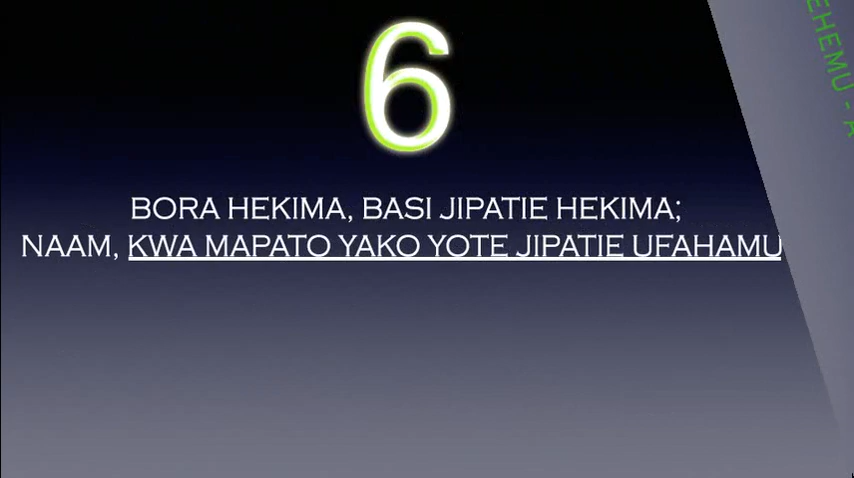 6
BORA HEKIMA, BASI JIPATIE HEKIMA;
NAAM, KWA MAPATO YAKO YOTE JIPATIE UFAHAMU